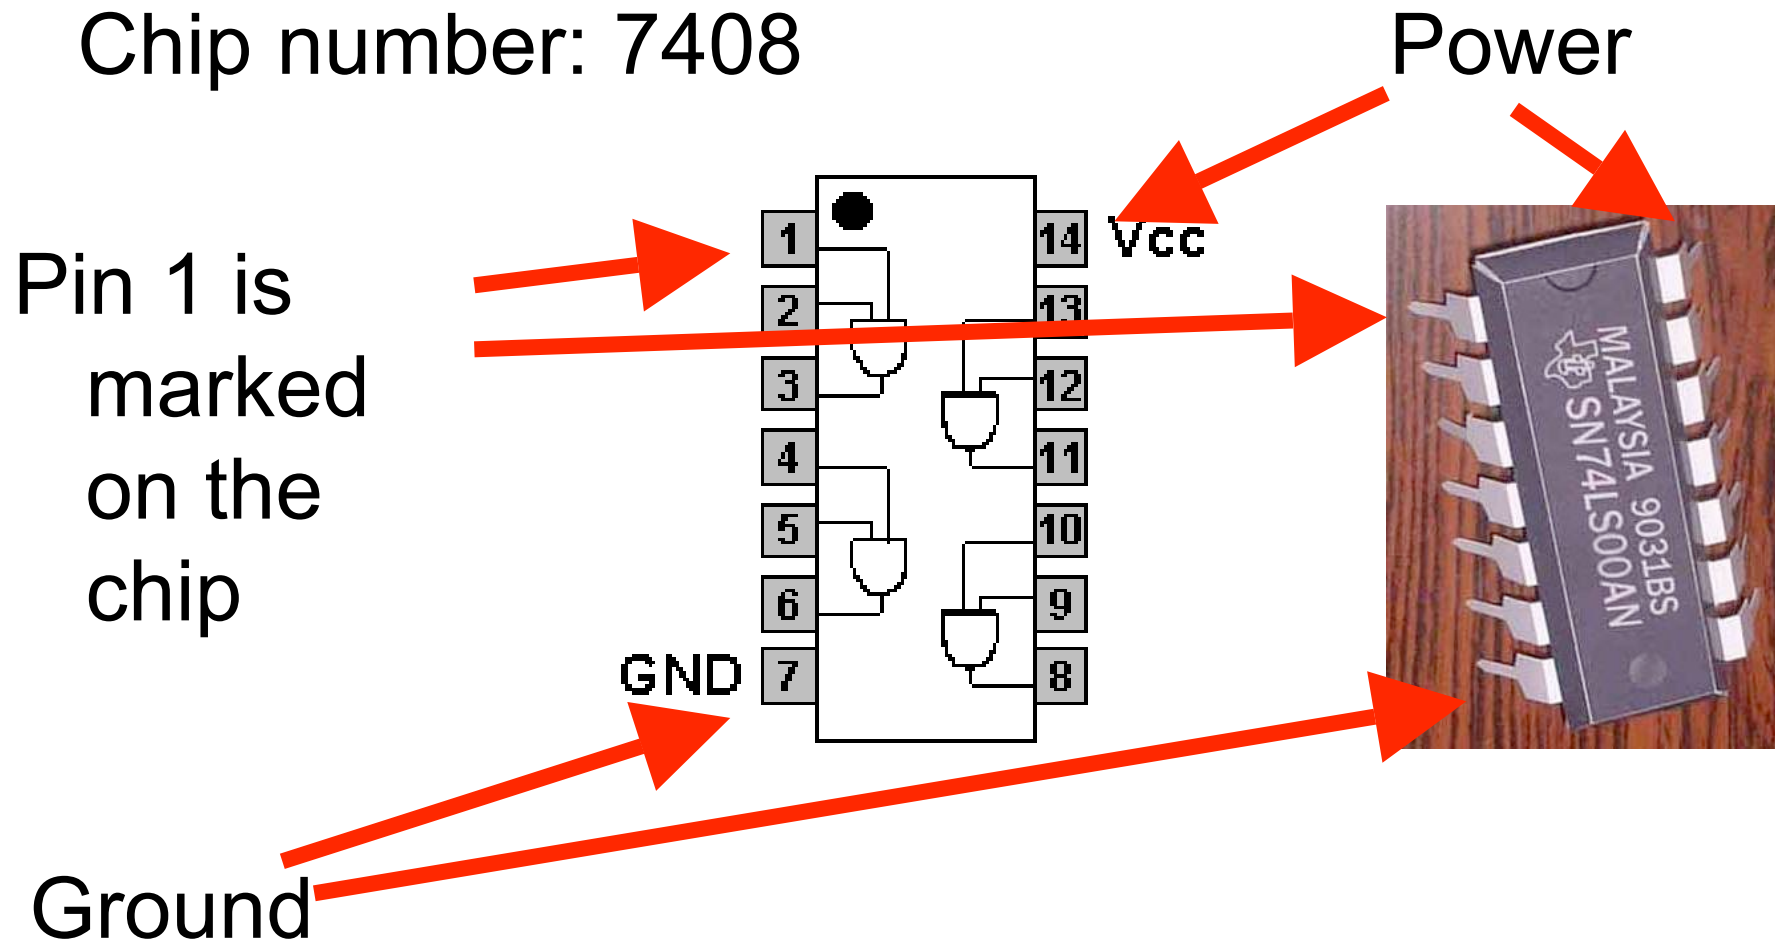 Chip number: 7408
Power
Pin 1 is
marked
on the
chip
1
2
3
4
5
6
7
GND
14
Vcc
13
12
11
10
9
8
MALAYSIA 9031BS
SN74LS00AN
Ground